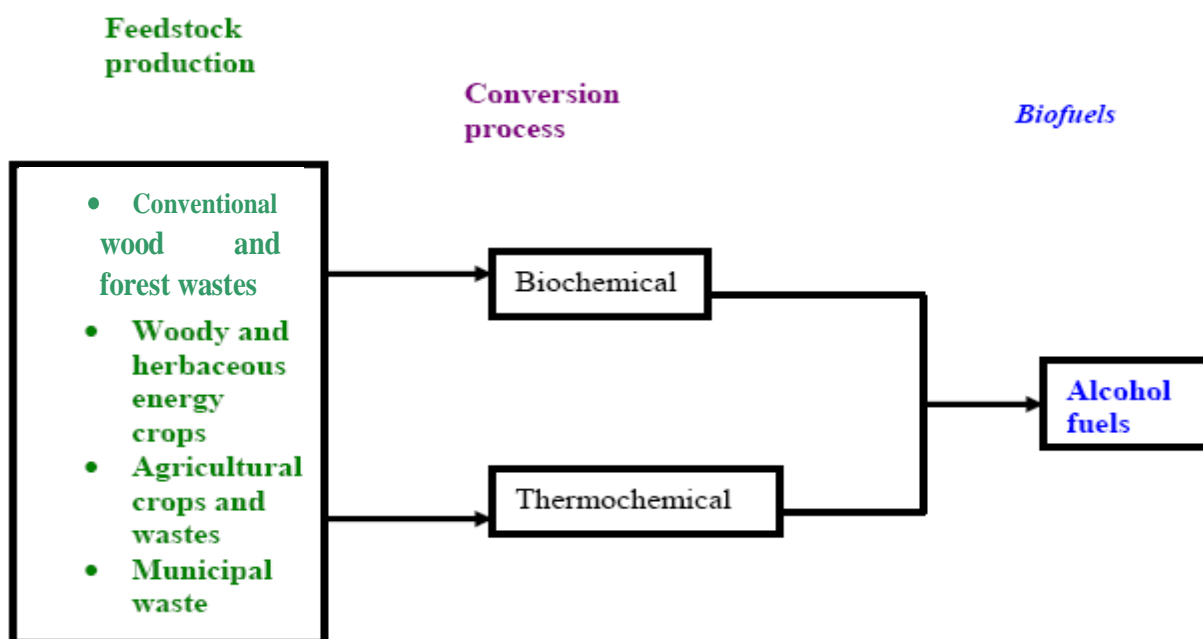 Feedstock
production
Conversion
process
Biofuels
• Conventional
wood and
forest wastes
• Woody and
herbaceous
energy
crops
• Agricultural
crops and
wastes
• Municipal
waste
Biochemical
Thermochemical
Alcohol
fuels